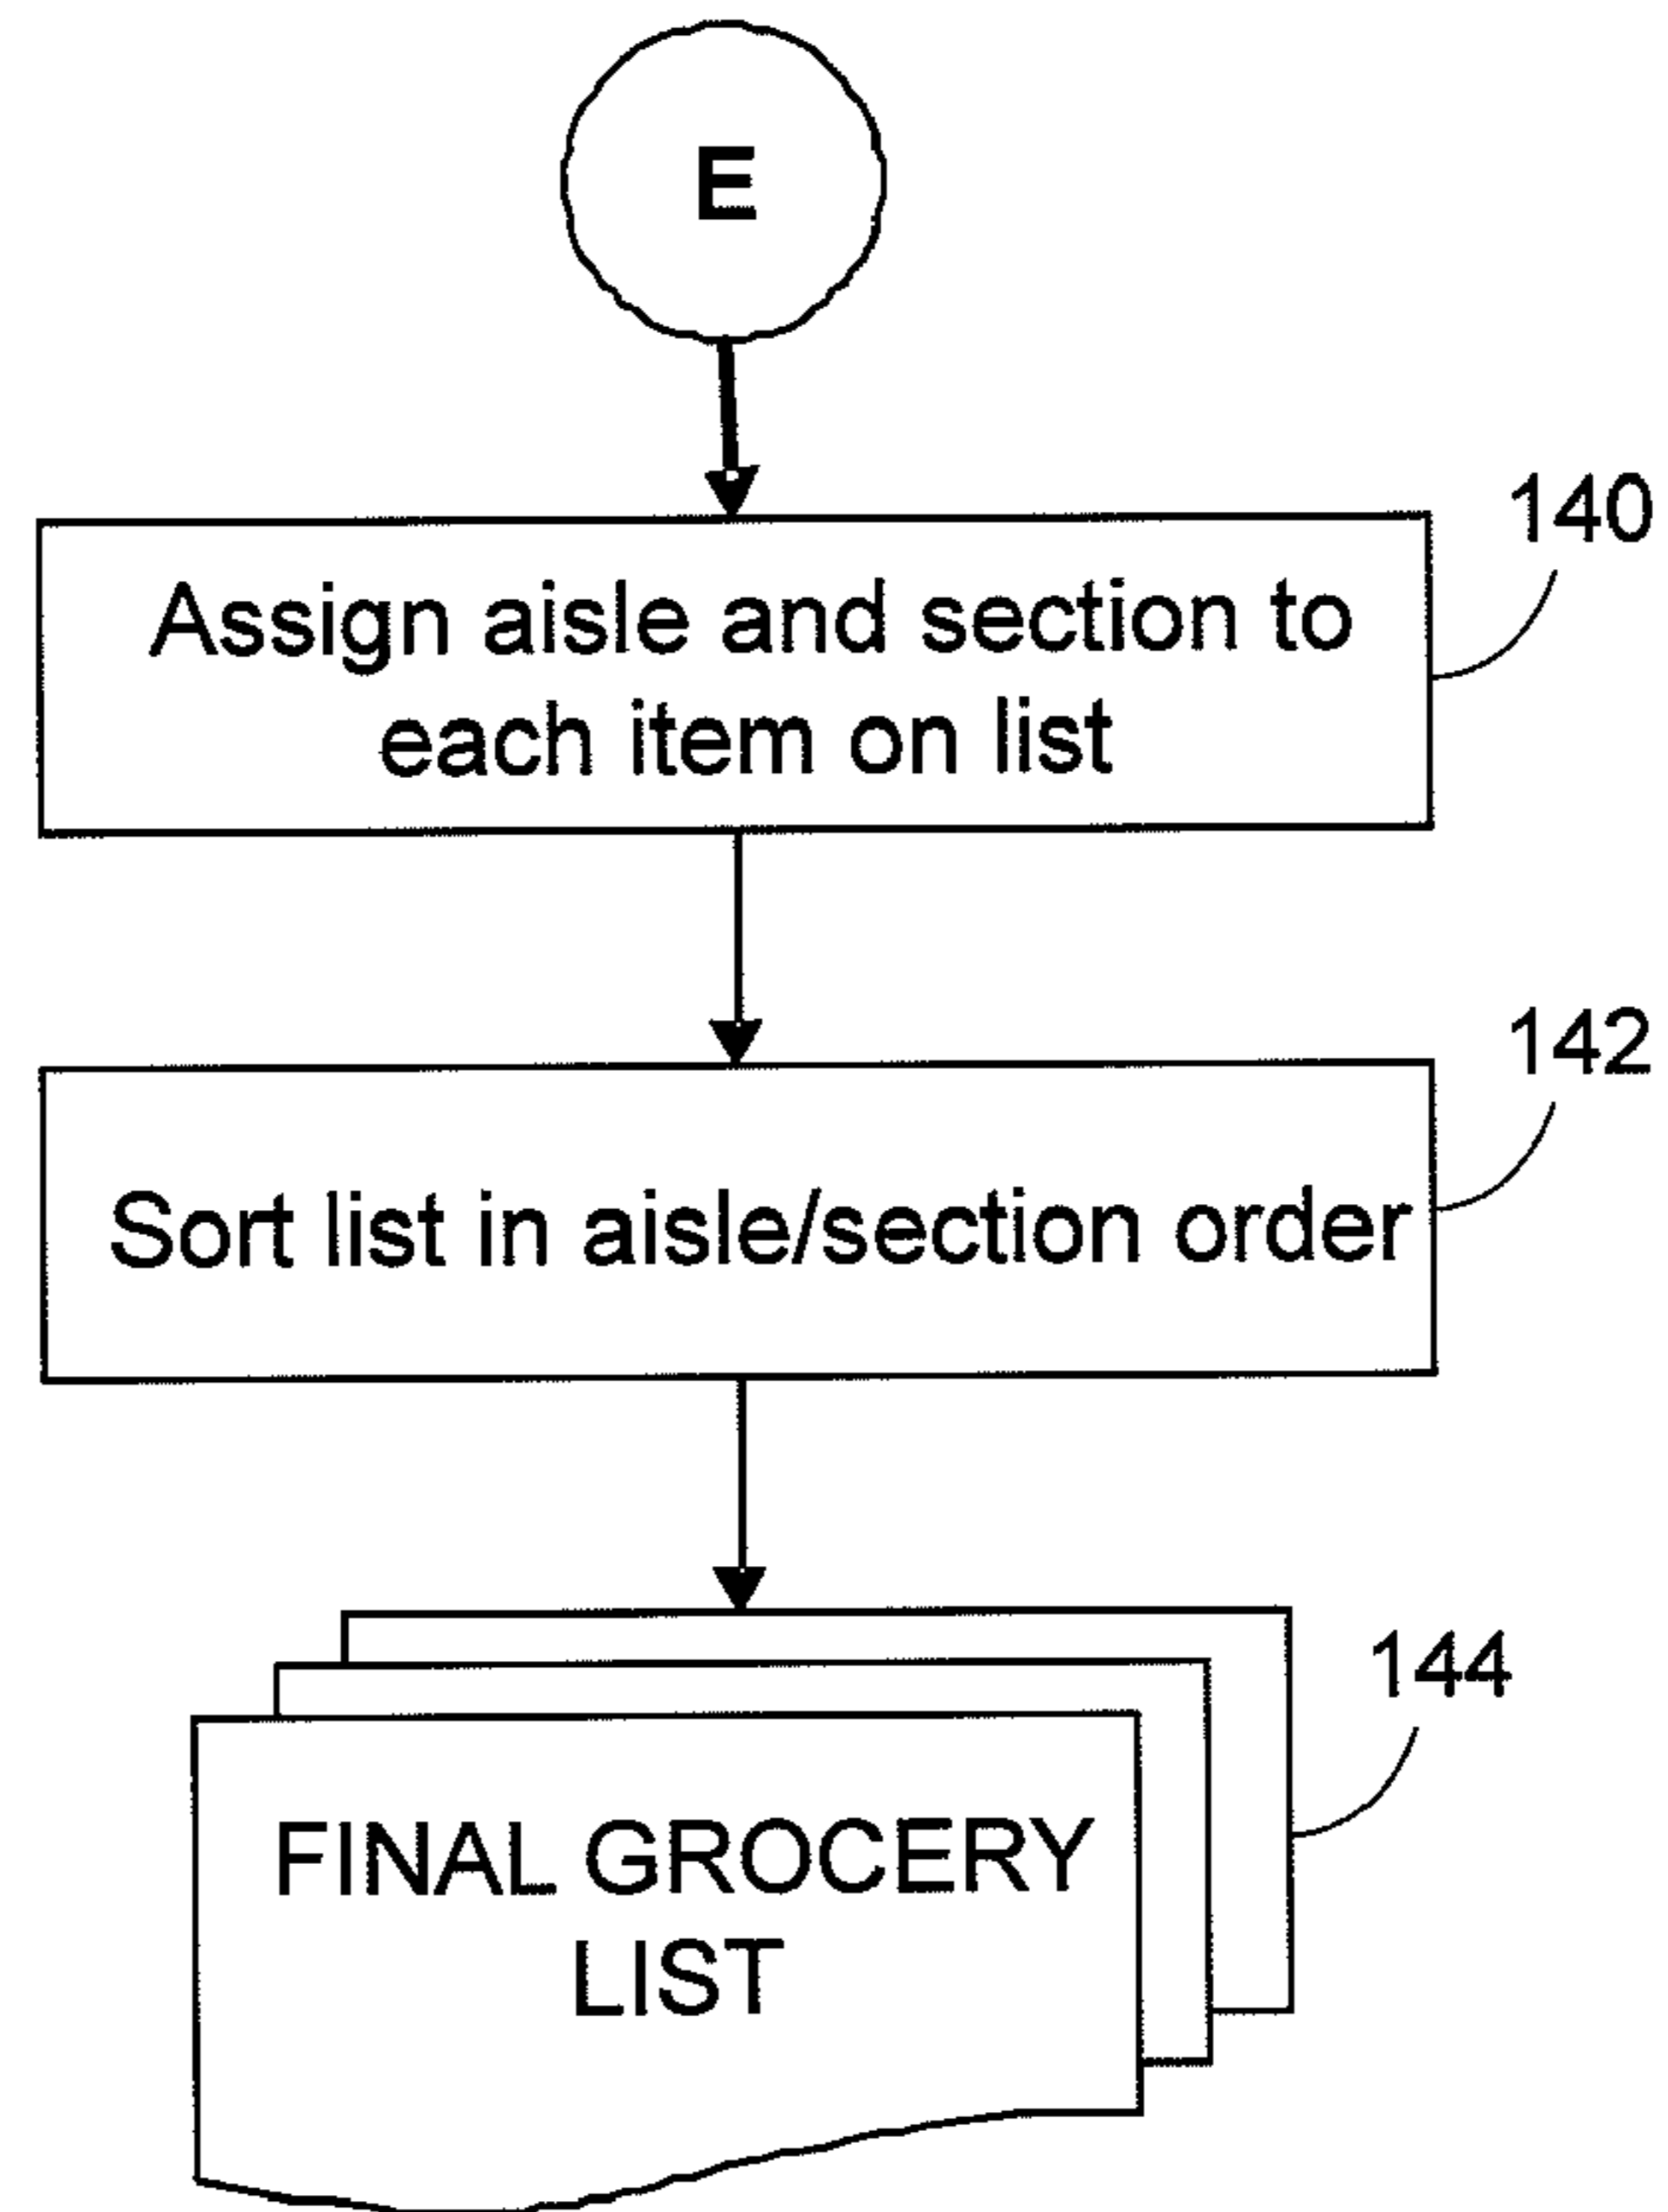 E
140
Assign aisle and section to
each item on list
142
Sort list in aisle/section order
144
FINAL GROCERY
LIST